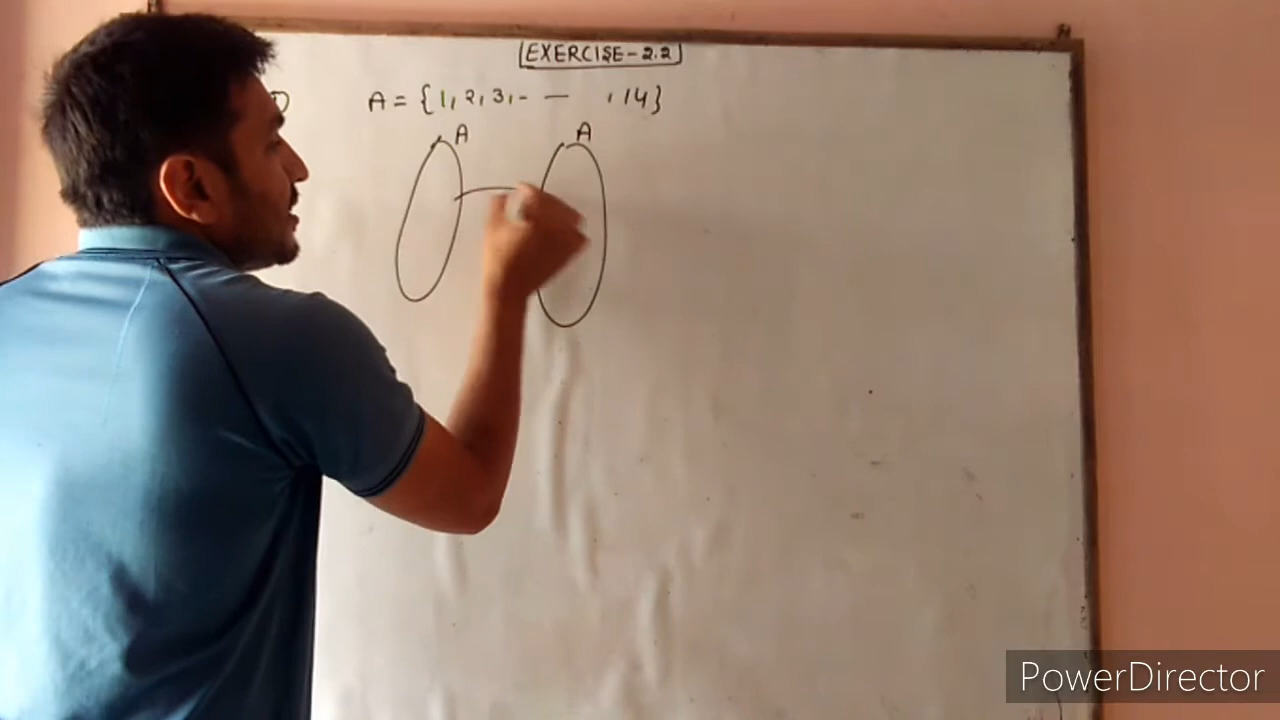 EXERCISE-2.2
A = {1, 2, 3, - — , 14}
A A
PowerDirector